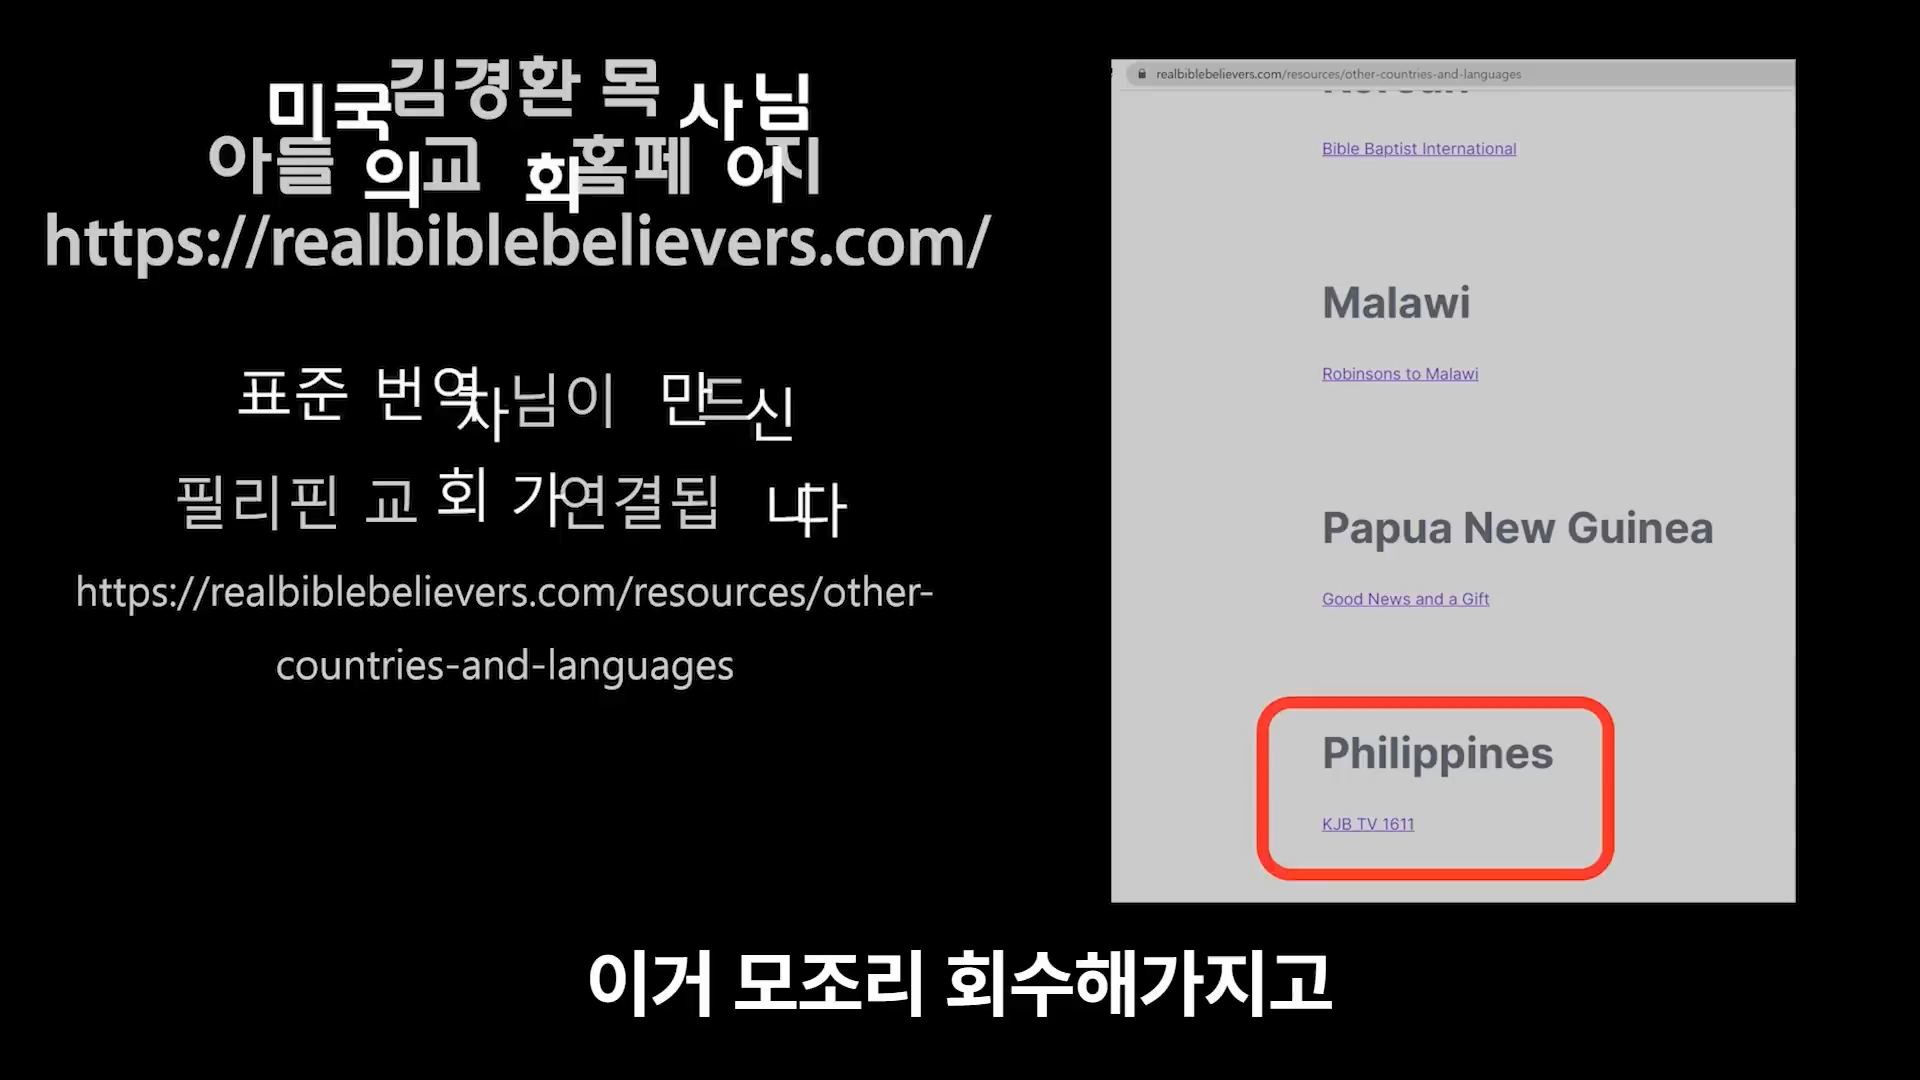 미국 김경환 목사님
아들의 교회 홈페이지
https://realbiblebelievers.com/
표준 번역자님이 만드신
필리핀 교회가 연결됩니다
https://realbiblebelievers.com/resources/other-
countries-and-languages
realbiblebelievers.com/resources/other-countries-and-languages
Korean
Bible Baptist International
Malawi
Robinsons to Malawi
Papua New Guinea
Good News and a Gift
Philippines
KJB TV 1611
이거 모조리 회수해가지고